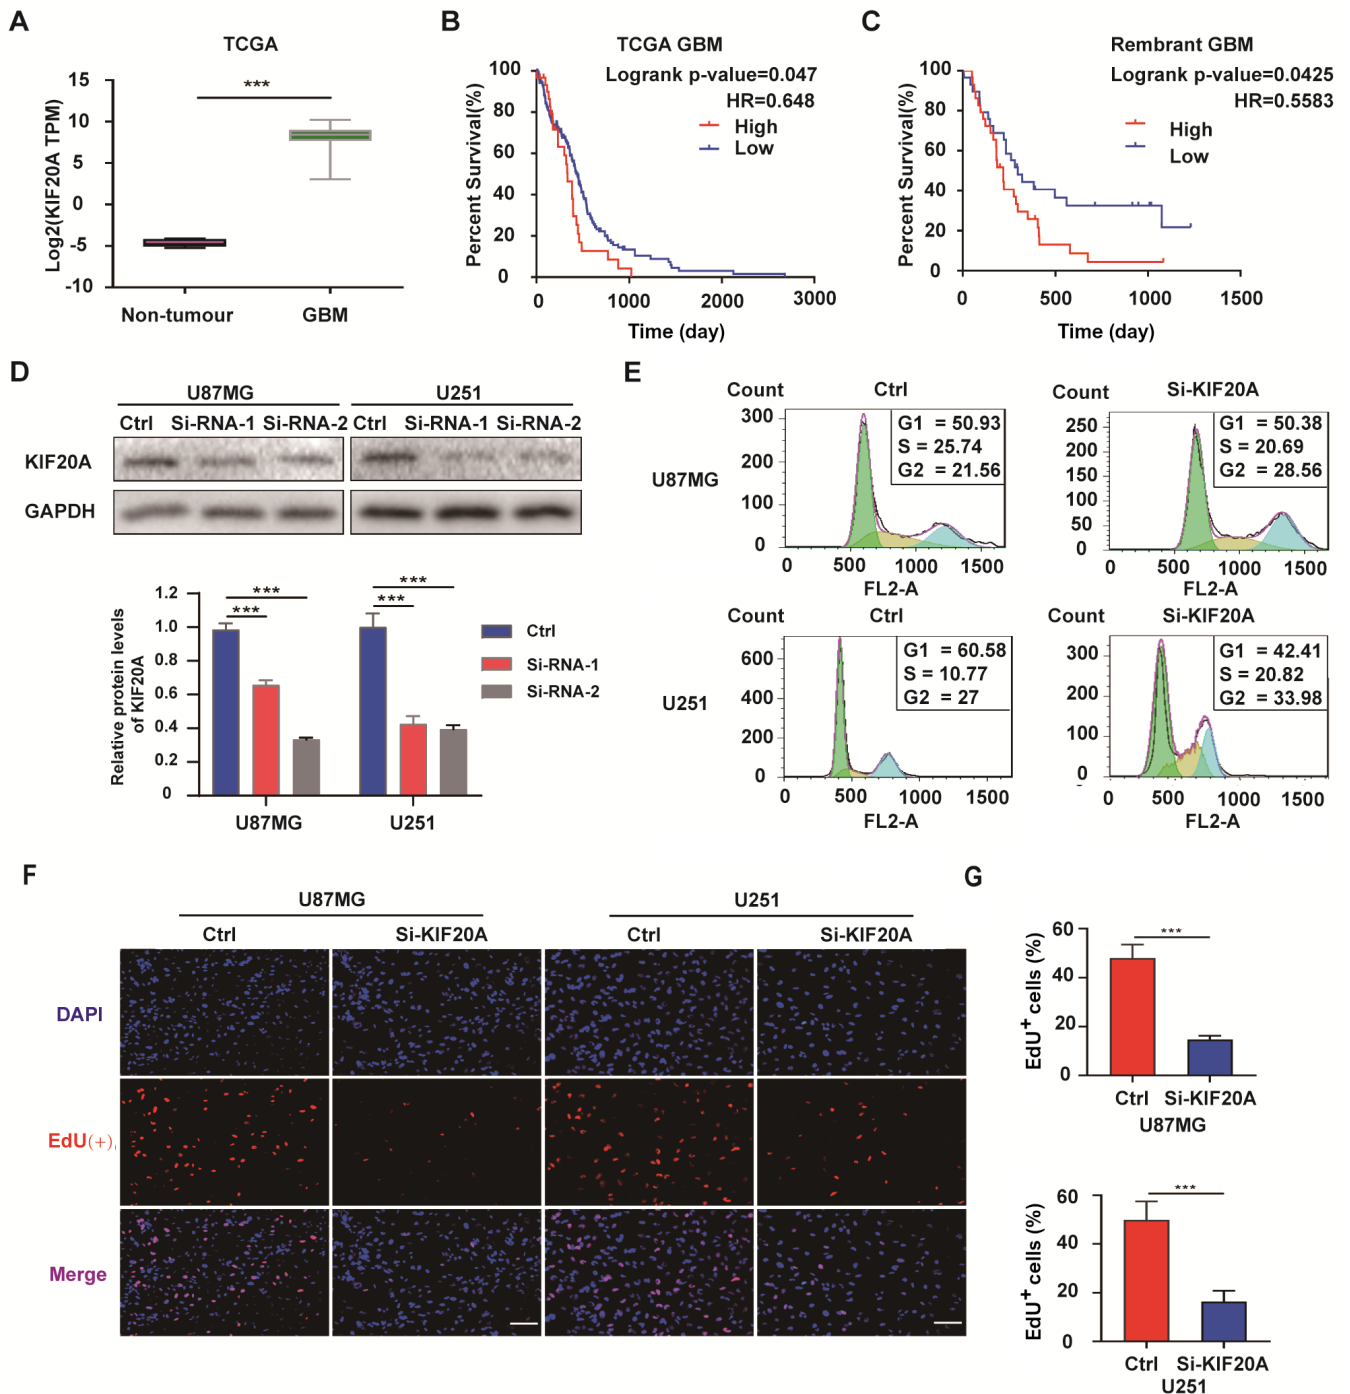 A
TCGA
***
Log2(KIF20A TPM)
15
10
5
0
-5
-10
Non-tumour GBM
B
TCGA GBM
Logrank p-value=0.047
HR=0.648
High
Low
Percent Survival(%)
100
80
60
40
20
0
0 1000 2000 3000
Time (day)
C
Rembrant GBM
Logrank p-value=0.0425
HR=0.5583
High
Low
Percent Survival(%)
100
80
60
40
20
0
0 500 1000 1500
Time (day)
D
U87MG U251
Ctrl Si-RNA-1 Si-RNA-2 Ctrl Si-RNA-1 Si-RNA-2
KIF20A
GAPDH
Relative protein levels
of KIF20A
1.2
1.0
0.8
0.6
0.4
0.2
0
*** ***
*** ***
Ctrl
Si-RNA-1
Si-RNA-2
U87MG U251
E
Count Ctrl
U87MG
300
200
100
0
G1 = 50.93
S = 25.74
G2 = 21.56
0 500 1000 1500
FL2-A
Count Si-KIF20A
250
200
150
100
50
0
G1 = 50.38
S = 20.69
G2 = 28.56
0 500 1000 1500
FL2-A
Count Ctrl
U251
600
400
200
0
G1 = 60.58
S = 10.77
G2 = 27
0 500 1000 1500
FL2-A
Count Si-KIF20A
300
200
100
0
G1 = 42.41
S = 20.82
G2 = 33.98
0 500 1000 1500
FL2-A
F
U87MG U251
Ctrl Si-KIF20A Ctrl Si-KIF20A
DAPI
EdU(+)
Merge
G
EdU+ cells (%)
60
40
20
0
***
Ctrl Si-KIF20A
U87MG
EdU+ cells (%)
60
40
20
0
***
Ctrl Si-KIF20A
U251